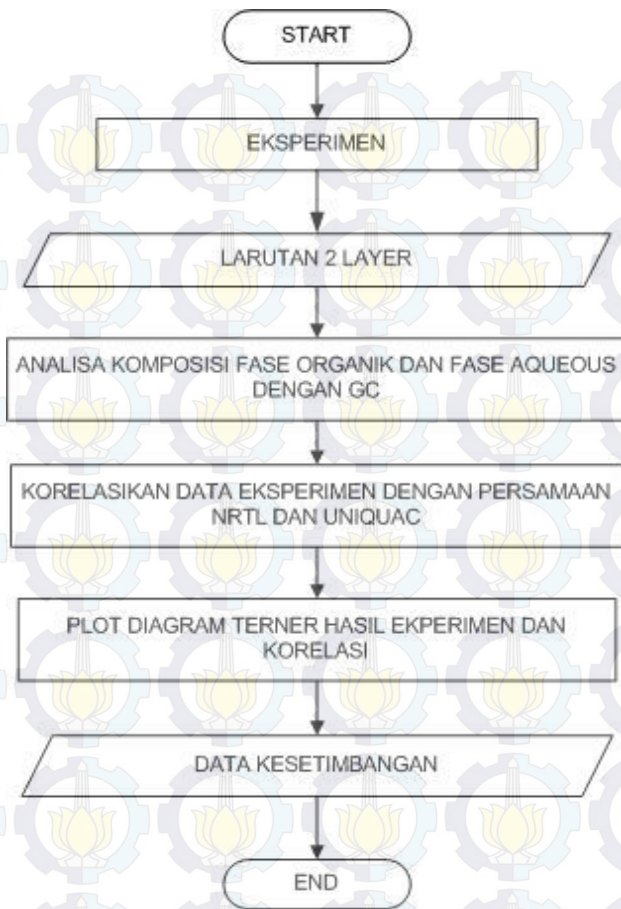 START
EKSPERIMEN
LARUTAN 2 LAYER
ANALISA KOMPOSISI FASE ORGANIK DAN FASE AQUEOUS
DENGAN GC
KORELASIKAN DATA EKSPERIMEN DENGAN PERSAMAAN
NRTL DAN UNIQUAC
PLOT DIAGRAM TERNER HASIL EKPERIMEN DAN
KORELASI
DATA KESETIMBANGAN
END